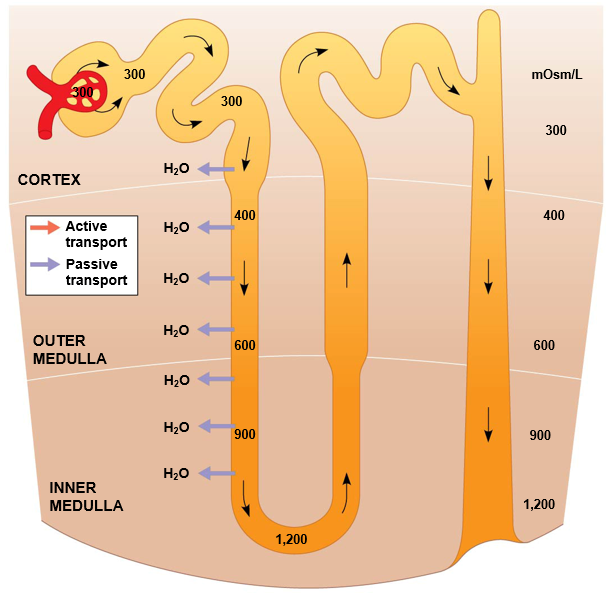 300
300
300
mOsm/L
300
H₂O
CORTEX
400
400
Active
transport
Passive
transport
H₂O
H₂O
H₂O
OUTER
MEDULLA
600
600
H₂O
H₂O
900
900
H₂O
INNER
MEDULLA
1,200
1,200